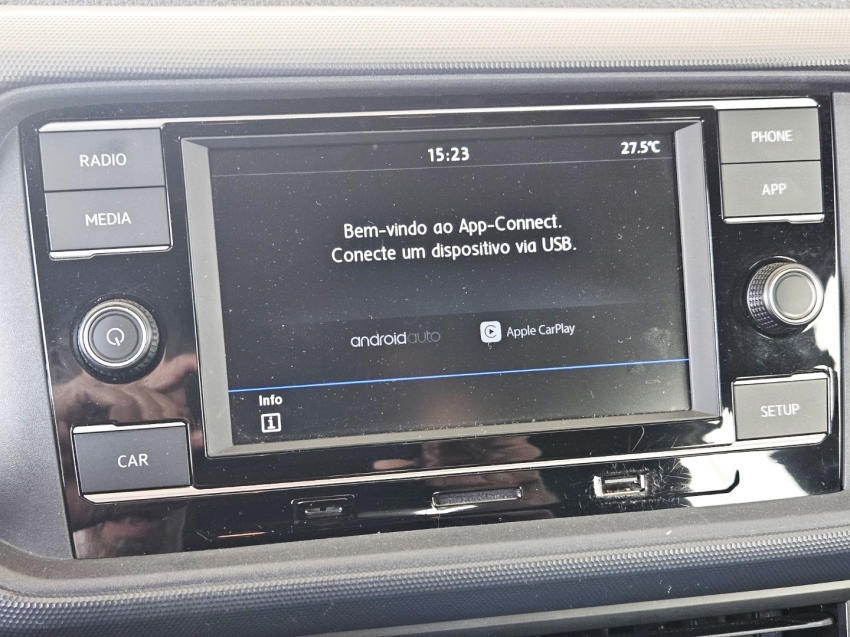 RADIO
MEDIA
CAR
15:23
27.5℃
Bem-vindo ao App-Connect.
Conecte um dispositivo via USB.
androidauto
Apple CarPlay
Info
i
PHONE
APP
SETUP